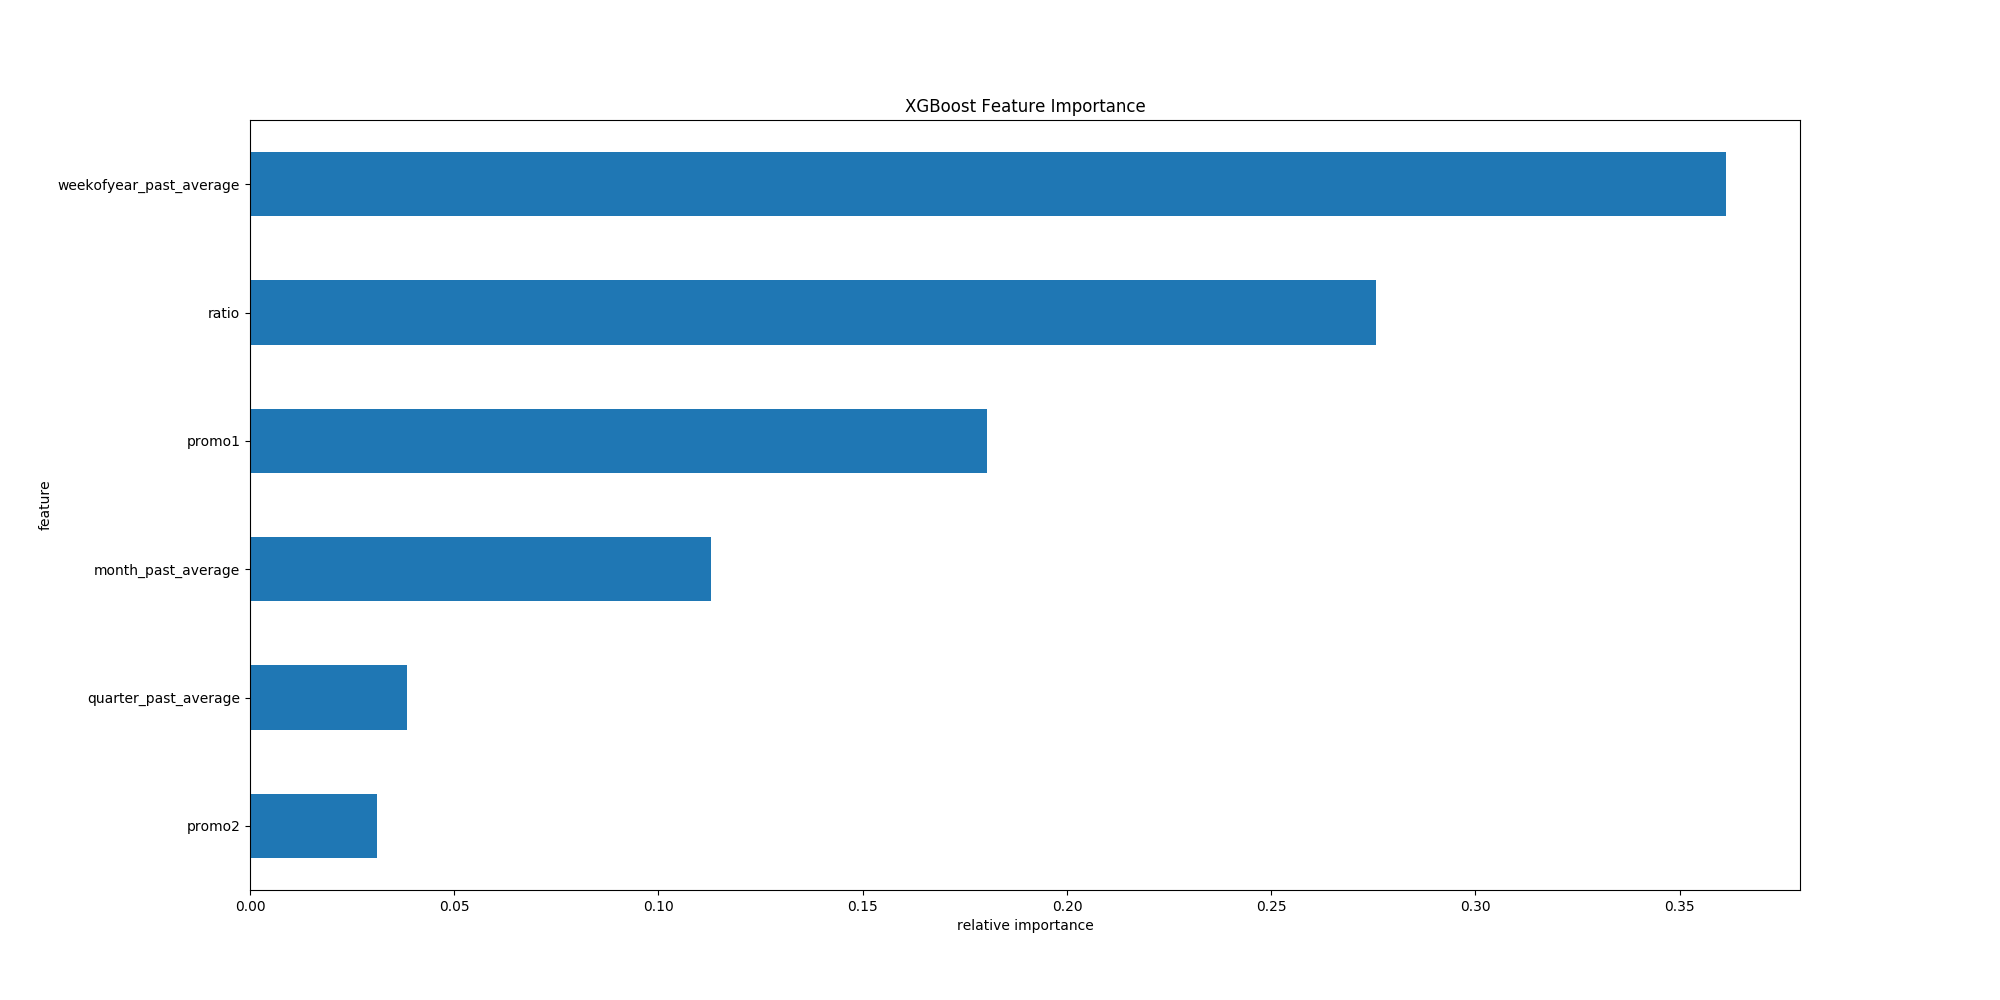 XGBoost Feature Importance
feature
weekofyear_past_average
ratio
promo1
month_past_average
quarter_past_average
promo2
0.00 0.05 0.10 0.15 0.20 0.25 0.30 0.35
relative importance